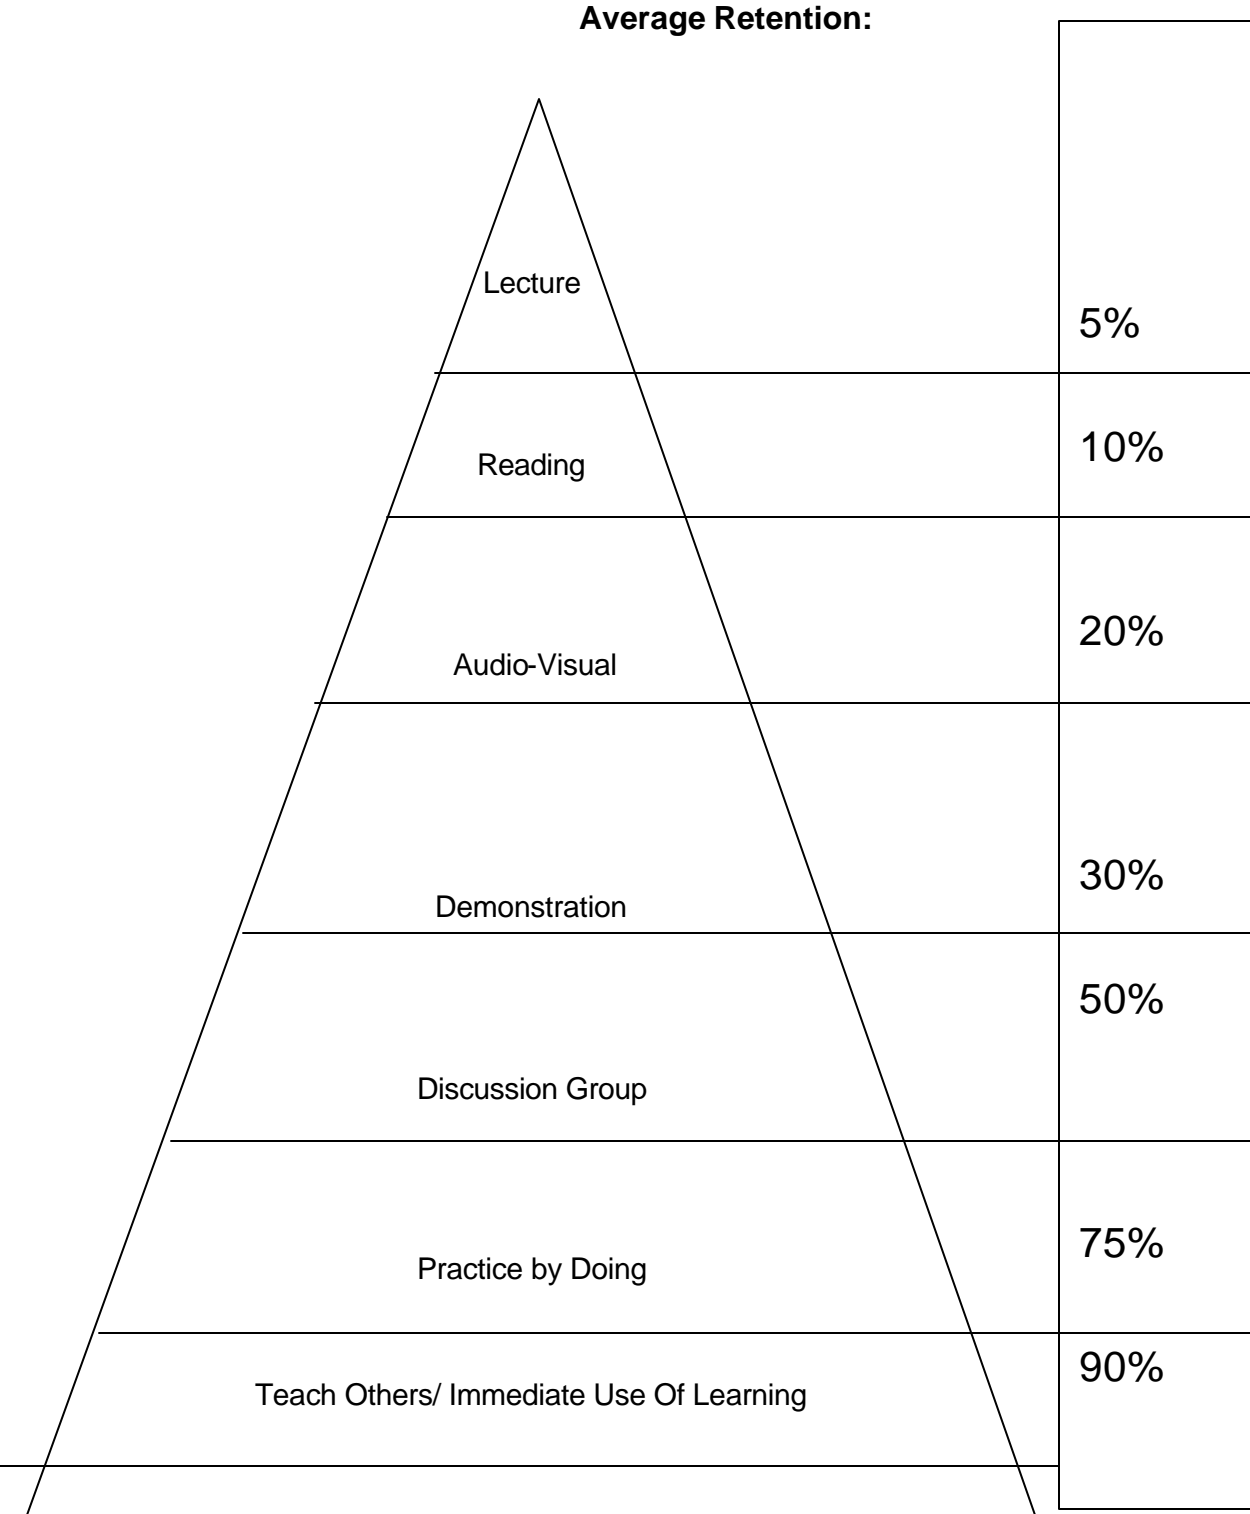 Average Retention:
Lecture
5%
Reading
10%
Audio-Visual
20%
Demonstration
30%
50%
Discussion Group
Practice by Doing
75%
Teach Others/ Immediate Use Of Learning
90%